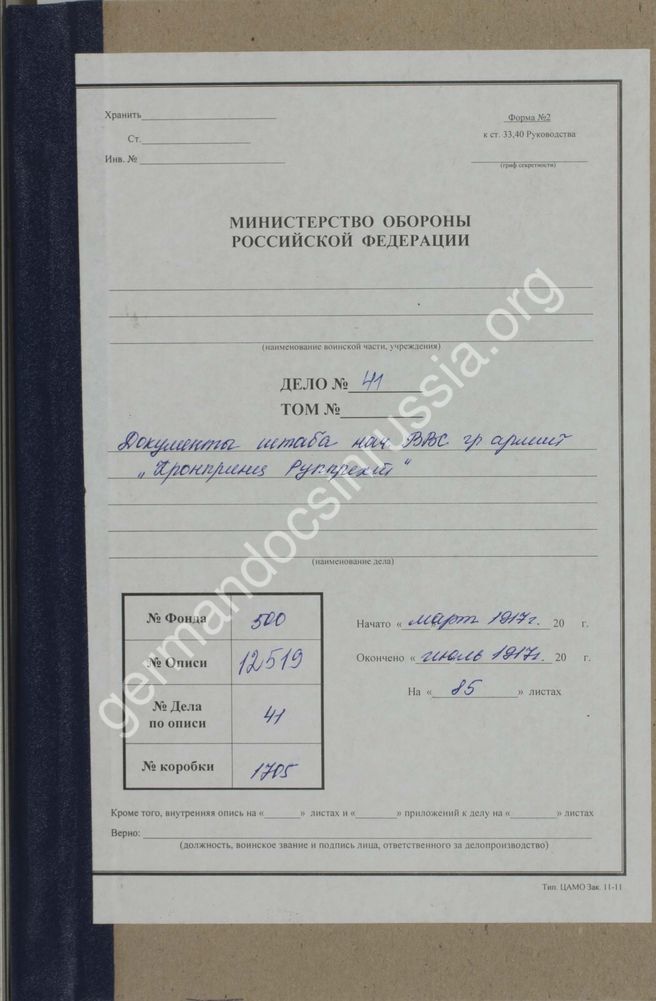 Хранить
Форма №2
Ст.
к ст. 33,40 Руководства
Инв. №
(гриф секретности)
МИНИСТЕРСТВО ОБОРОНЫ
РОССИЙСКОЙ ФЕДЕРАЦИИ
(наименование воинской части, учреждения)
ДЕЛО № 41
ТОМ №
Документы штаба нач ВВС гр армий
„Кронпринц Руппрехт"
(наименование дела)
№ Фонда 500
№ Описи 12519
№ Дела
по описи 41
№ коробки 1705
Начато « март 1917г. 20 г.
Окончено « июль 1917г. 20 г.
На « 85 » листах
Кроме того, внутренняя опись на « » листах и « » приложений к делу на « » листах
Верно:
(должность, воинское звание и подпись лица, ответственного за делопроизводство)
Тип. ЦАМО Зак. 11-11
germandocsinrussia.org